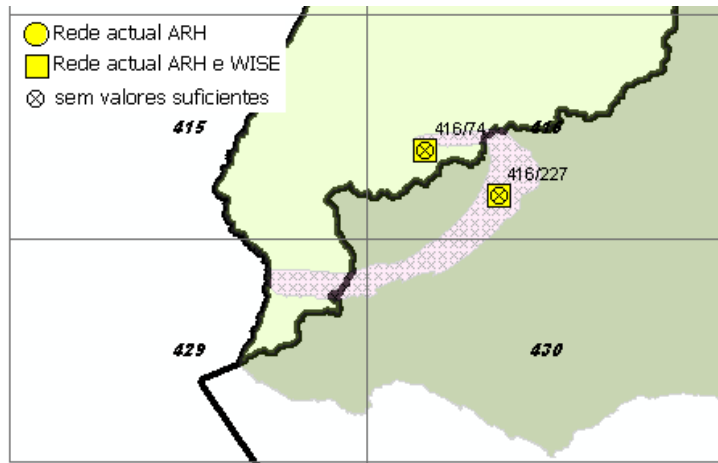 Rede actual ARH
Rede actual ARH e WISE
sem valores suficientes
415
416/74
416
416/227
429
430